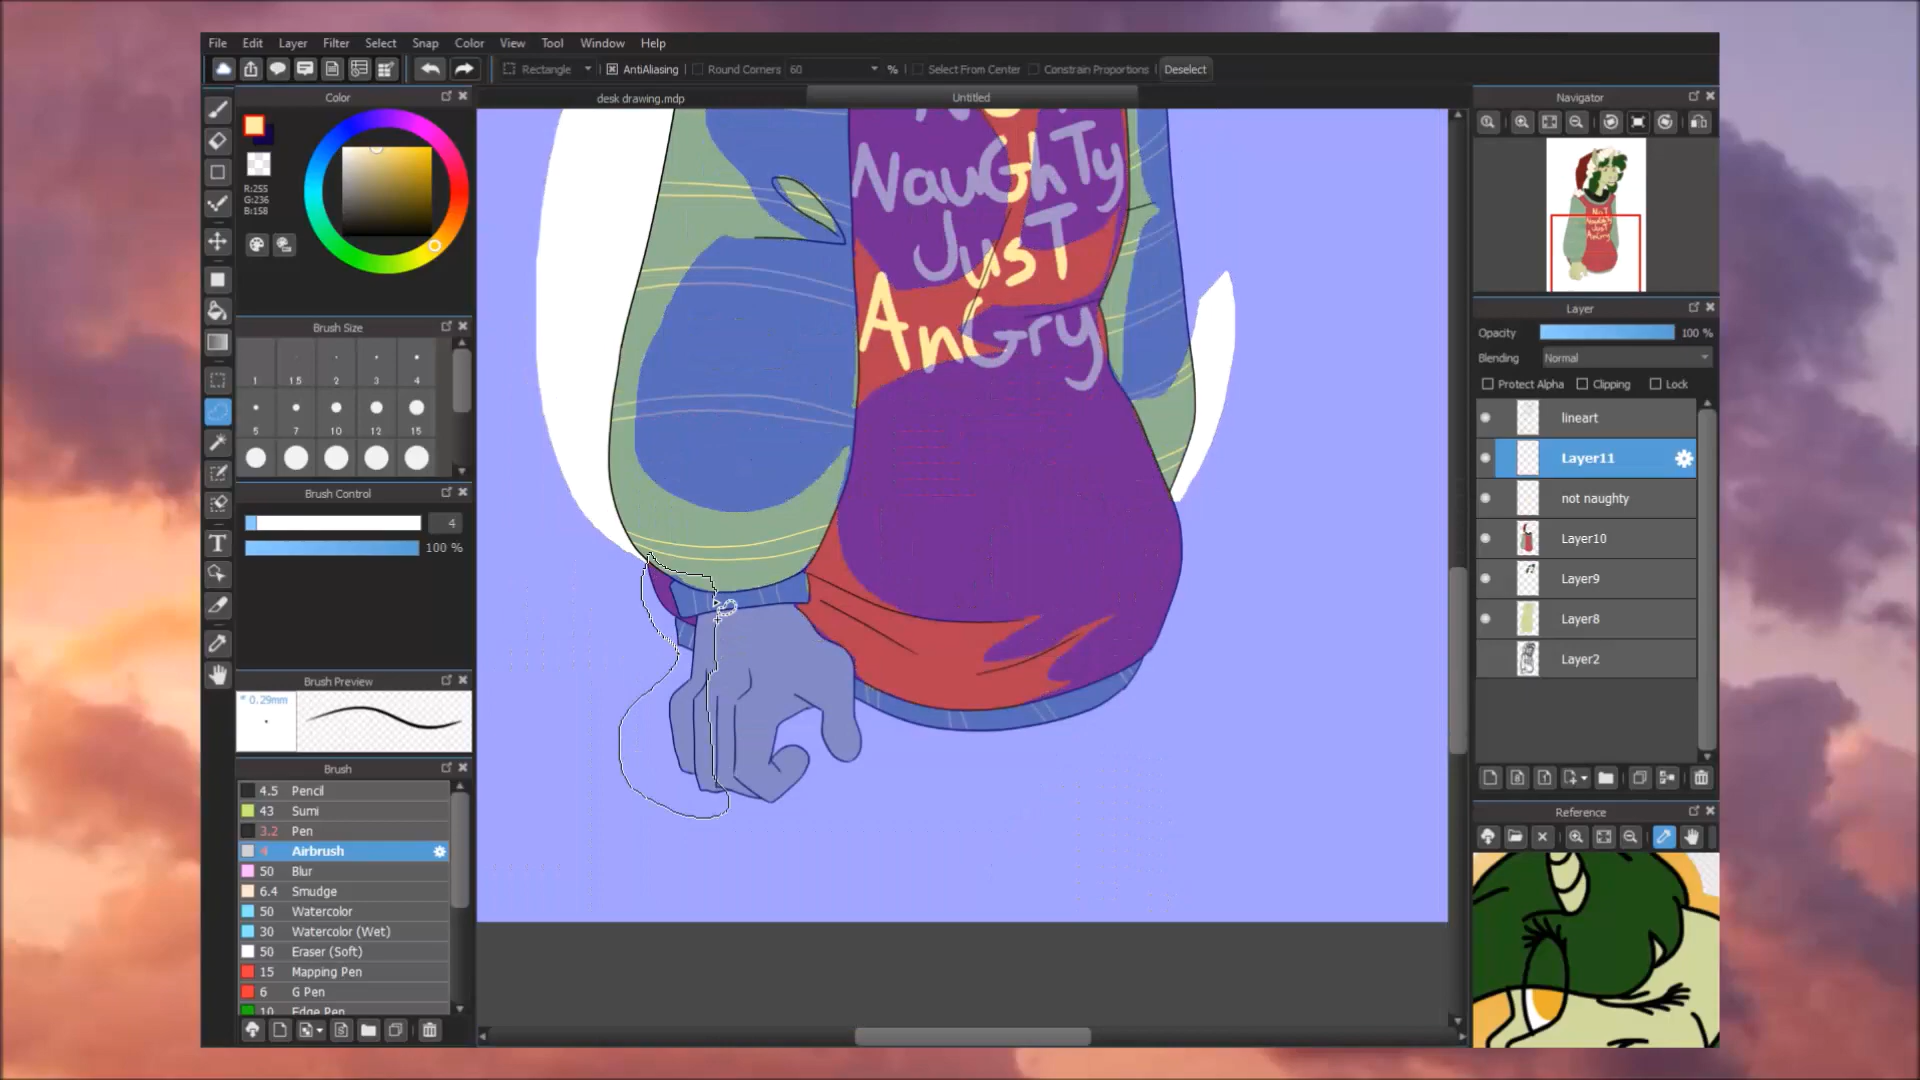 File Edit Layer Filter Select Snap Color View Tool Window Help
Rectangle AntiAliasing Round Corners 60 % Select From Center Constrain Proportions Deselect
Color
desk drawing.mdp
Untitled
Navigator
R:255
G:236
B:158
Brush Size
1 1.5 2 3 4
5 7 10 12 15
Brush Control
4
100 %
Brush Preview
* 0.29mm
Brush
4.5 Pencil
43 Sumi
3.2 Pen
4 Airbrush
50 Blur
6.4 Smudge
50 Watercolor
30 Watercolor (Wet)
50 Eraser (Soft)
15 Mapping Pen
6 G Pen
10 Edge Pen
NauGhTy
JusT
AnGry
NoT
NauGhTy
JusT
AnGry
Layer
Opacity 100 %
Blending Normal
Protect Alpha Clipping Lock
lineart
Layer11
not naughty
Layer10
Layer9
Layer8
Layer2
Reference